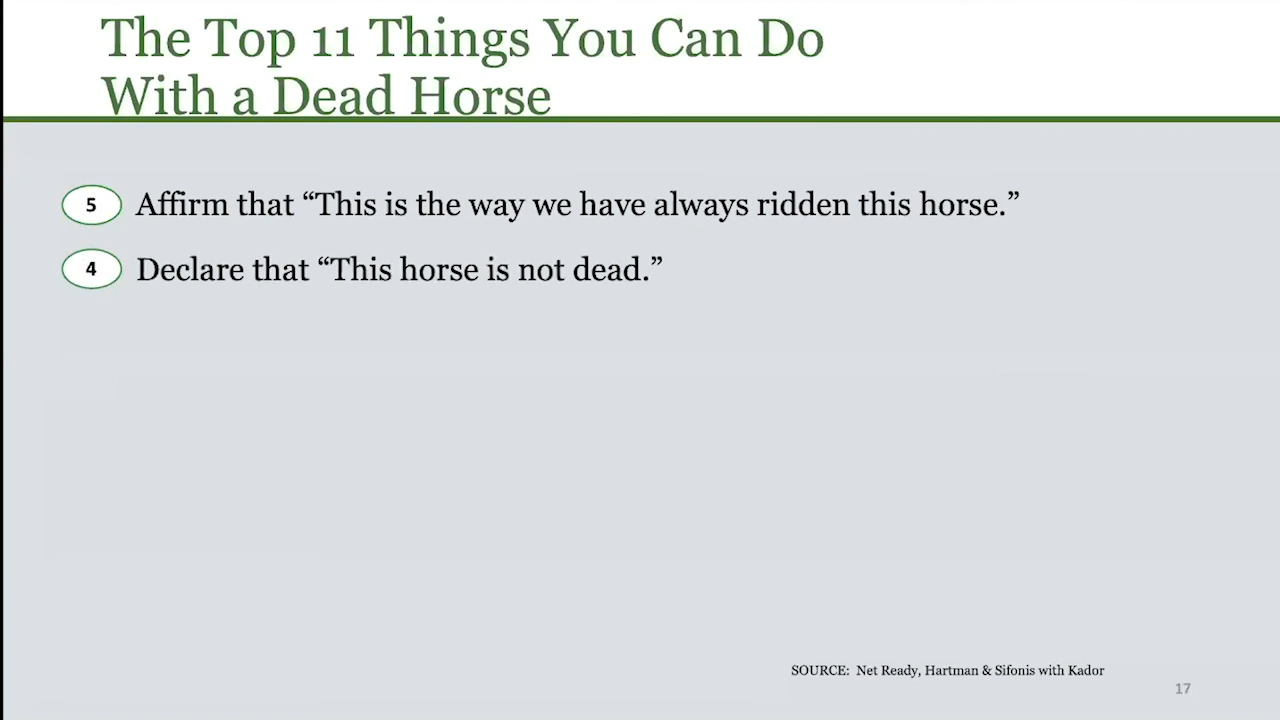 The Top 11 Things You Can Do
With a Dead Horse
5 Affirm that “This is the way we have always ridden this horse.”
4 Declare that “This horse is not dead.”
SOURCE: Net Ready, Hartman & Sifonis with Kador
17